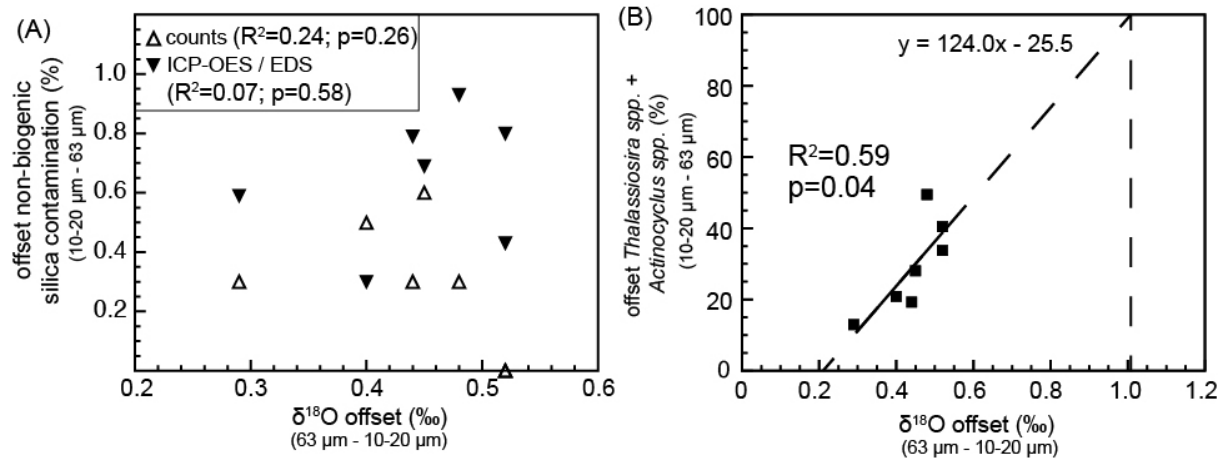 (A)
△ counts (R²=0.24; p=0.26)
▼ ICP-OES / EDS
(R²=0.07; p=0.58)
offset non-biogenic
silica contamination (%)
(10-20 µm - 63 µm)
1.0
0.8
0.6
0.4
0.2
0.2 0.3 0.4 0.5 0.6
δ¹⁸O offset (‰)
(63 µm - 10-20 µm)
(B)
y = 124.0x - 25.5
R²=0.59
p=0.04
offset Thalassiosira spp. +
Actinocyclus spp. (%)
(10-20 µm - 63 µm)
100
80
60
40
20
0
0 0.2 0.4 0.6 0.8 1.0 1.2
δ¹⁸O offset (‰)
(63 µm - 10-20 µm)